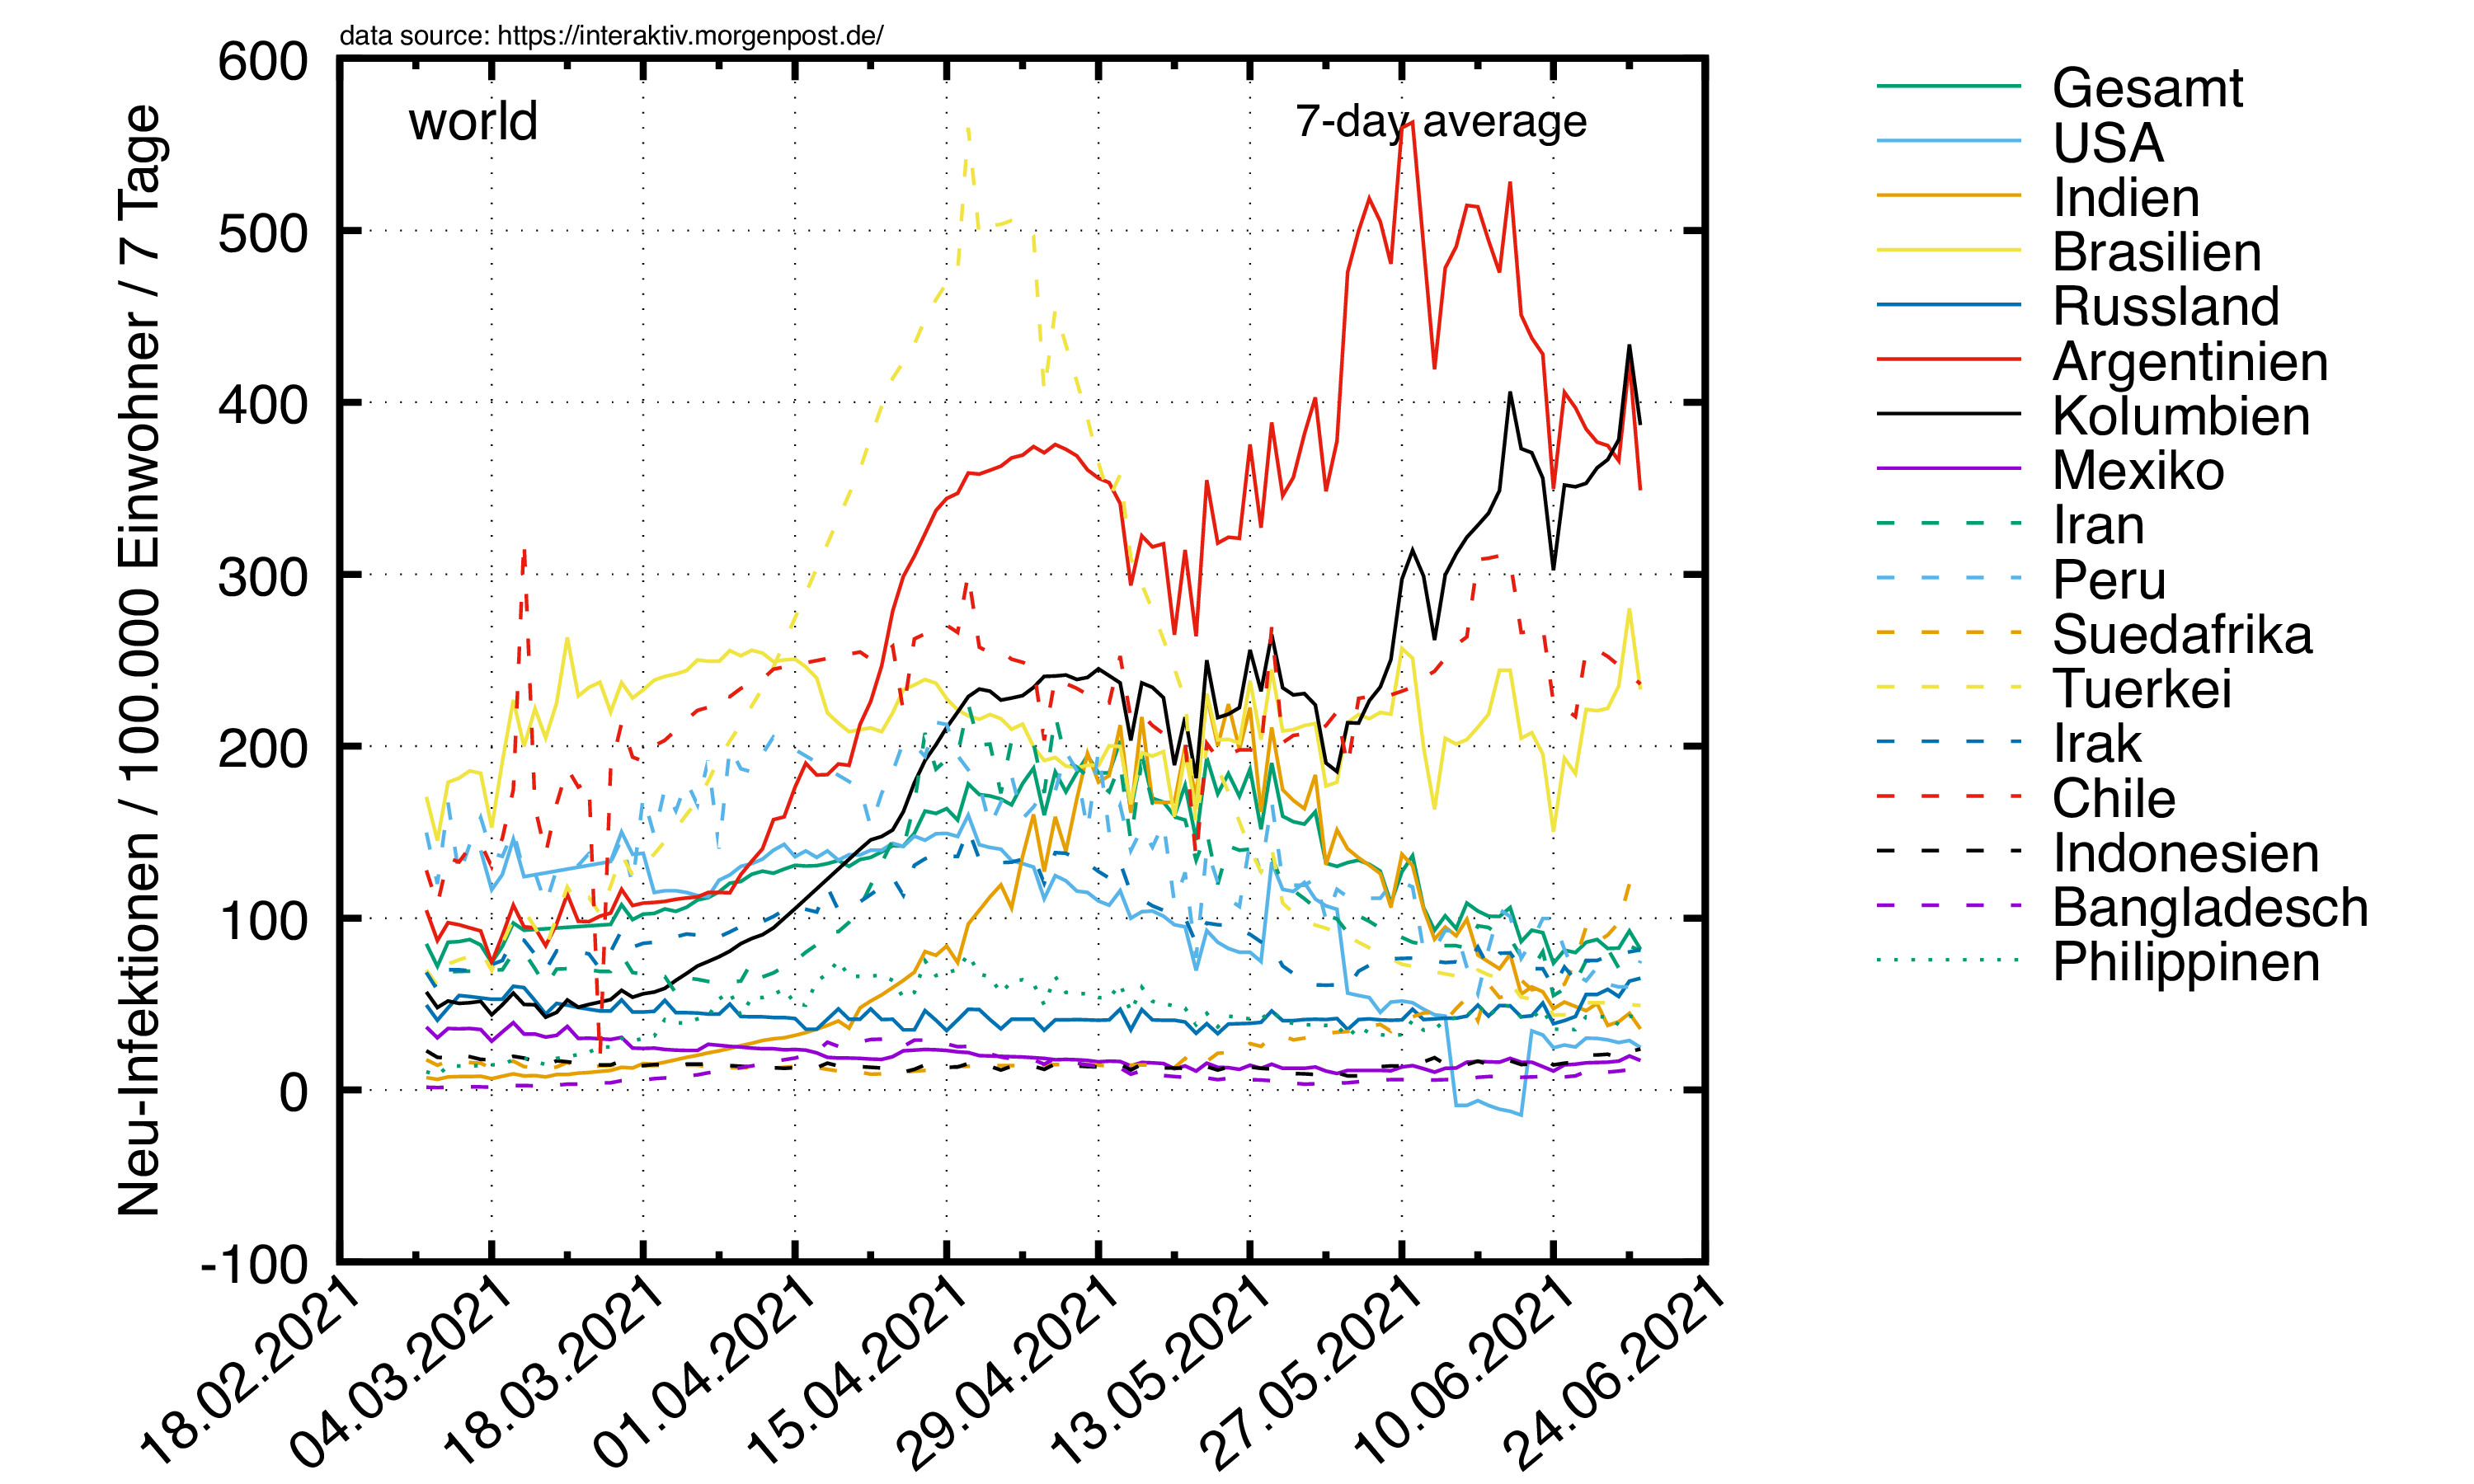 data source: https://interaktiv.morgenpost.de/
world
7-day average
Neu-Infektionen / 100.000 Einwohner / 7 Tage
600
500
400
300
200
100
0
-100
18.02.2021
04.03.2021
18.03.2021
01.04.2021
15.04.2021
29.04.2021
13.05.2021
27.05.2021
10.06.2021
24.06.2021
Gesamt
USA
Indien
Brasilien
Russland
Argentinien
Kolumbien
Mexiko
Iran
Peru
Suedafrika
Tuerkei
Irak
Chile
Indonesien
Bangladesch
Philippinen